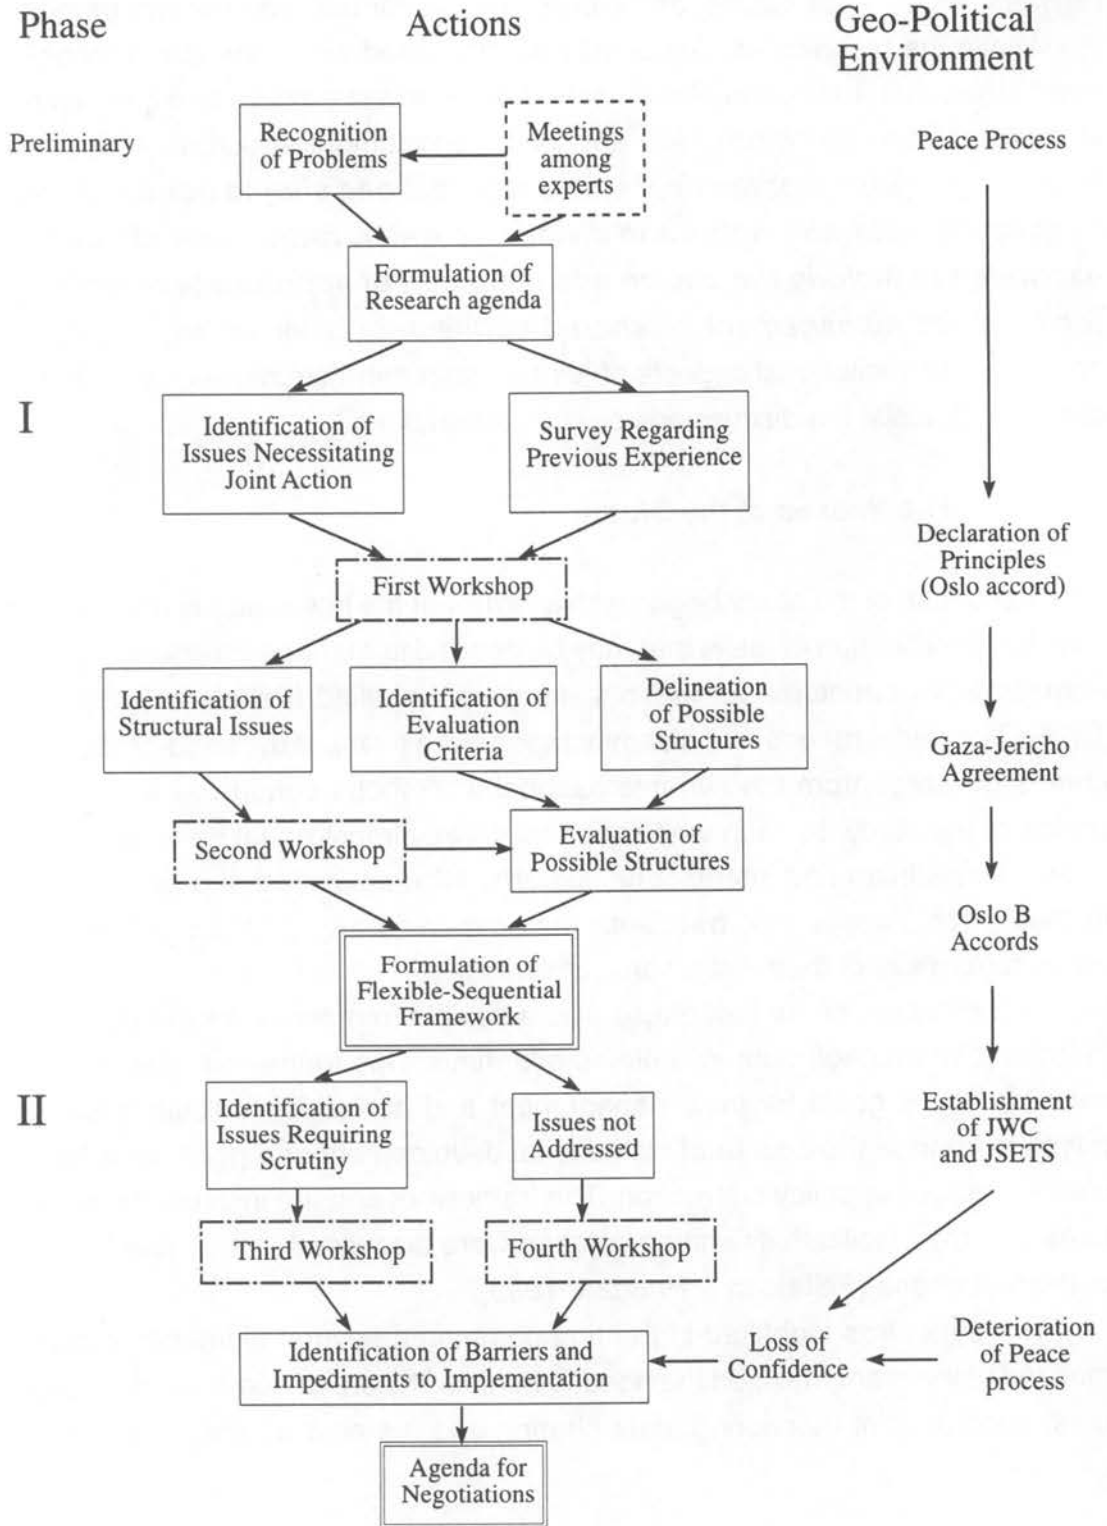 Phase
Actions
Geo-Political
Environment
Preliminary
Recognition
of Problems
Meetings
among
experts
Peace Process
Formulation of
Research agenda
I
Identification of
Issues Necessitating
Joint Action
Survey Regarding
Previous Experience
Declaration of
Principles
(Oslo accord)
First Workshop
Identification of
Structural Issues
Identification of
Evaluation
Criteria
Delineation
of Possible
Structures
Gaza-Jericho
Agreement
Second Workshop
Evaluation of
Possible Structures
Oslo B
Accords
Formulation of
Flexible-Sequential
Framework
II
Identification of
Issues Requiring
Scrutiny
Issues not
Addressed
Establishment
of JWC
and JSETS
Third Workshop
Fourth Workshop
Identification of Barriers and
Impediments to Implementation
Loss of
Confidence
Deterioration
of Peace
process
Agenda for
Negotiations